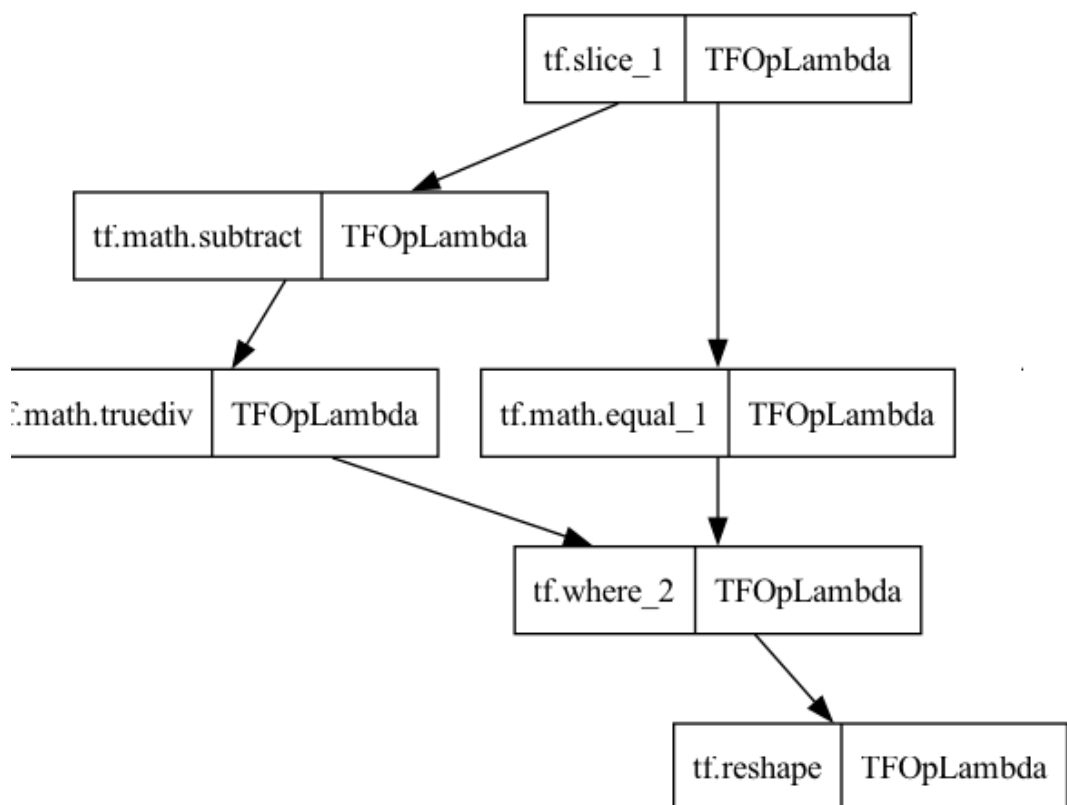 tf.slice_1 TFOpLambda
tf.math.subtract TFOpLambda
f.math.truediv TFOpLambda tf.math.equal_1 TFOpLambda
tf.where_2 TFOpLambda
tf.reshape TFOpLambda